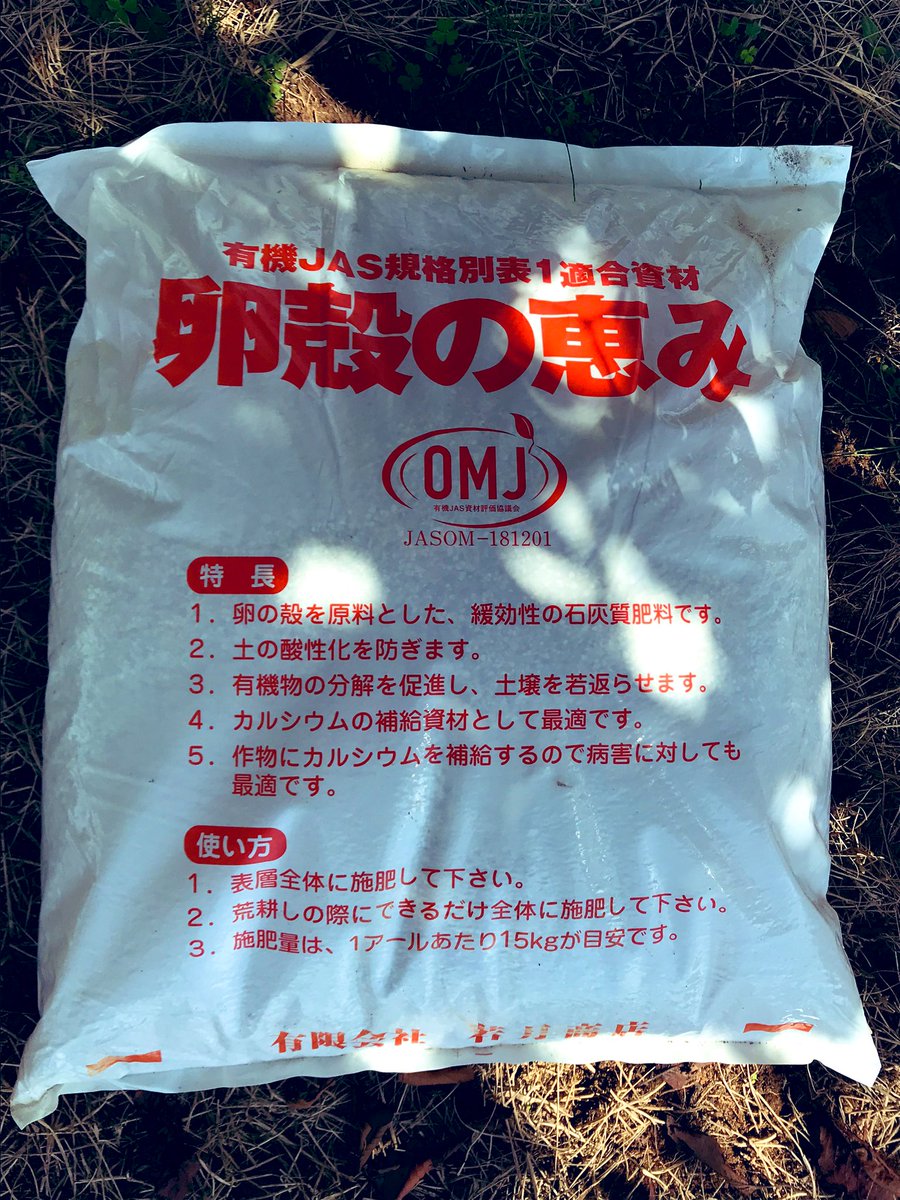 有機JAS規格別表1適合資材
卵殻の恵み
OMJ
有機JAS資材評価協議会
JASOM-181201
特 長
1. 卵の殻を原料とした、緩効性の石灰質肥料です。
2. 土の酸性化を防ぎます。
3. 有機物の分解を促進し、土壌を若返らせます。
4. カルシウムの補給資材として最適です。
5. 作物にカルシウムを補給するので病害に対しても
最適です。
使い方
1. 表層全体に施肥して下さい。
2. 荒耕しの際にできるだけ全体に施肥して下さい。
3. 施肥量は、1アールあたり15kgが目安です。
有限会社